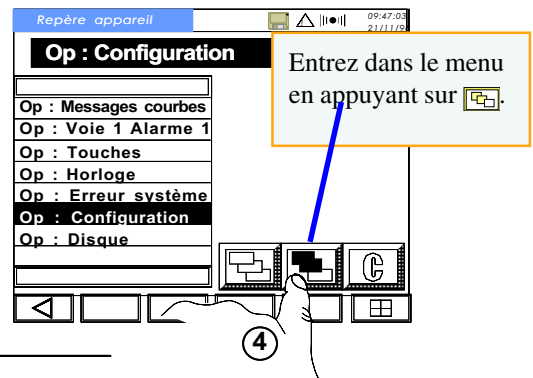 Repère appareil
09:47:03
21/11/9
Op : Configuration
Entrez dans le menu
en appuyant sur
Op : Messages courbes
Op : Voie 1 Alarme 1
Op : Touches
Op : Horloge
Op : Erreur système
Op : Configuration
Op : Disque
C
4